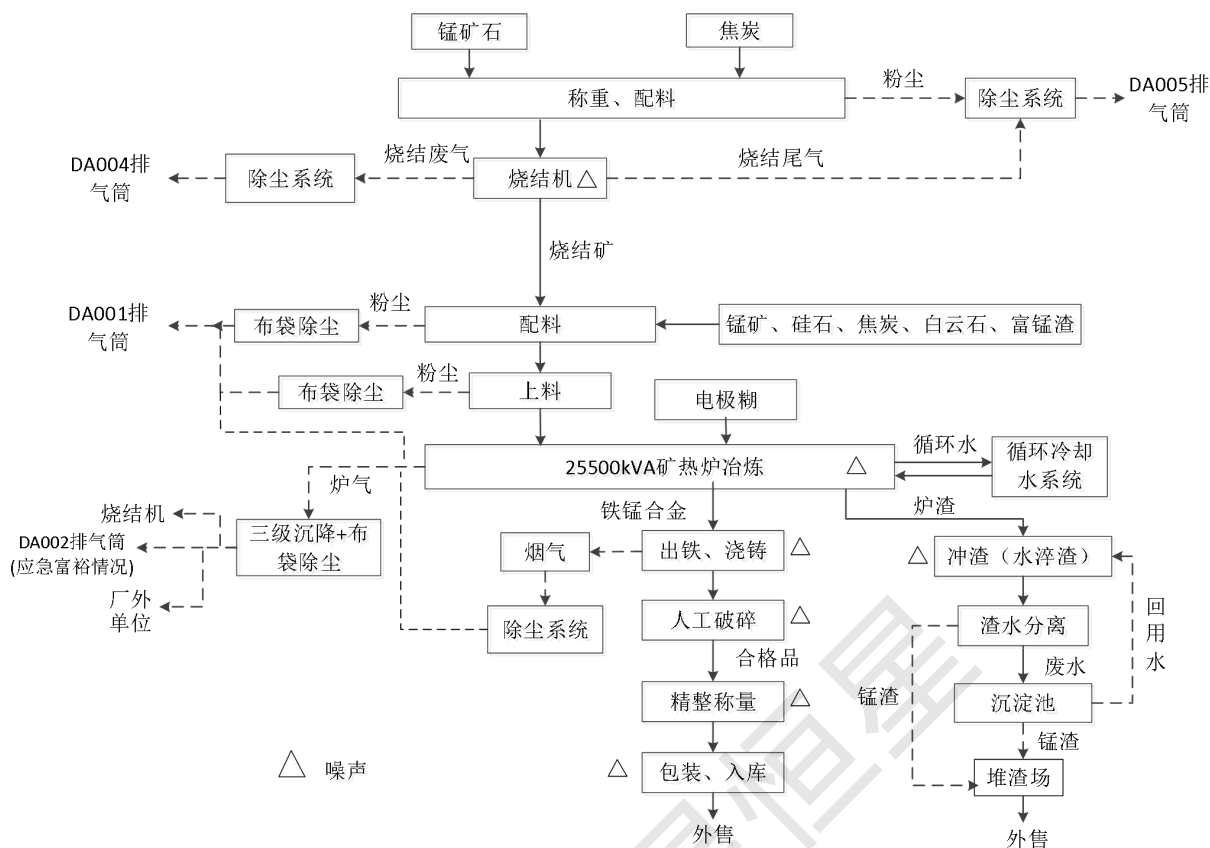 锰矿石
焦炭
称重、配料
粉尘
除尘系统
DA005排
气筒
DA004排
气筒
除尘系统
烧结废气
烧结机
烧结尾气
烧结矿
DA001排
气筒
布袋除尘
粉尘
配料
锰矿、硅石、焦炭、白云石、富锰渣
布袋除尘
粉尘
上料
电极糊
25500kVA矿热炉冶炼
循环水
循环冷却
水系统
炉气
铁锰合金
炉渣
烧结机
DA002排气筒
(应急富裕情况)
厂外
单位
三级沉降+布
袋除尘
烟气
出铁、浇铸
冲渣（水淬渣）
除尘系统
人工破碎
渣水分离
回
用
水
合格品
废水
锰渣
精整称量
沉淀池
锰渣
噪声
包装、入库
堆渣场
外售
外售
恒星